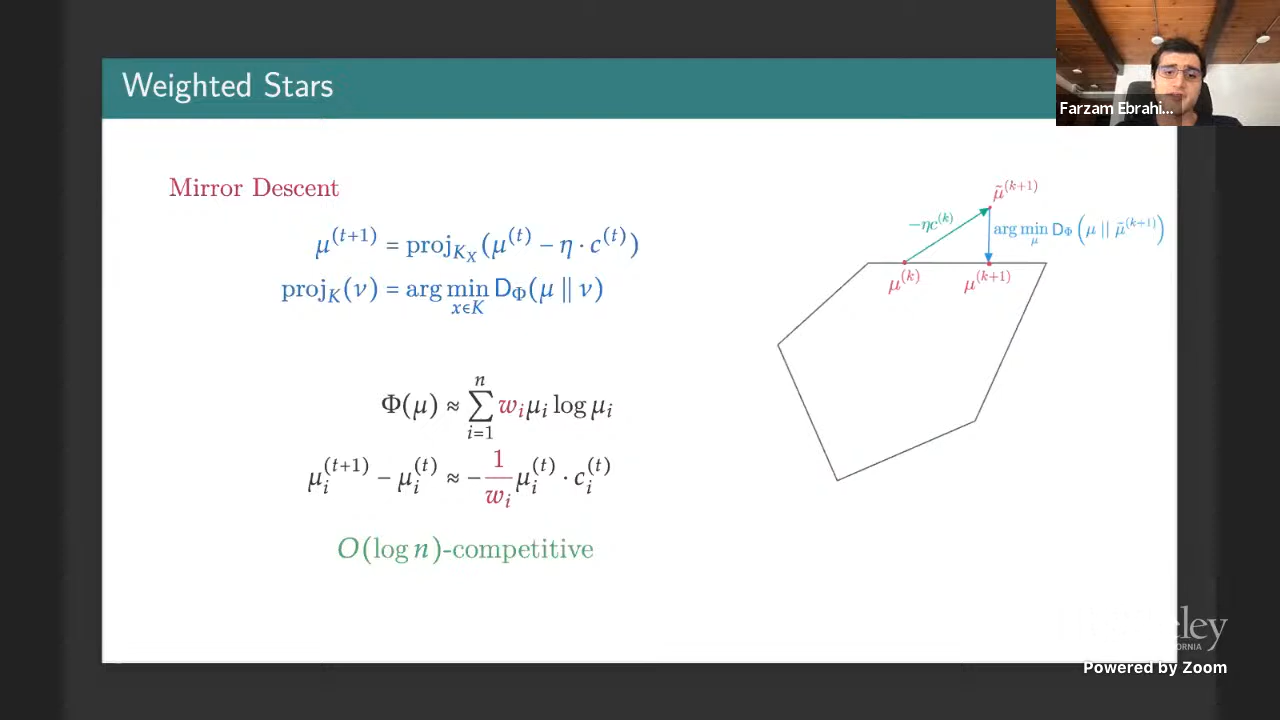 Weighted Stars
Farzam Ebrahi...
Mirror Descent
μ^(t+1) = proj_{K_X}(μ^(t) − η · c^(t))
proj_K(ν) = arg min_{x∈K} D_Φ(μ ∥ ν)
Φ(μ) ≈ ∑_{i=1}^{n} w_i μ_i log μ_i
μ_i^(t+1) − μ_i^(t) ≈ −1/w_i μ_i^(t) · c_i^(t)
O(log n)-competitive
μ̃^(k+1)
−ηc^(k)
arg min_μ D_Φ(μ ∥ μ̃^(k+1))
μ^(k)
μ^(k+1)
Powered by Zoom